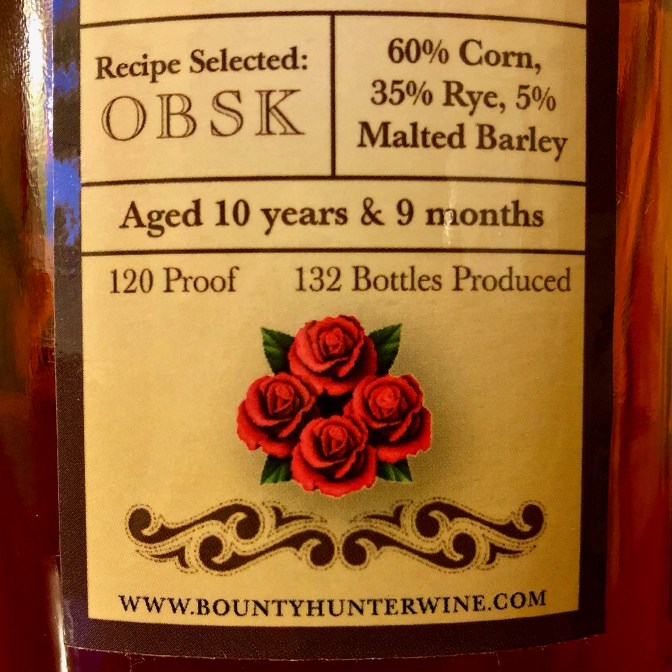 Recipe Selected:
OBSK
60% Corn,
35% Rye, 5%
Malted Barley
Aged 10 years & 9 months
120 Proof
132 Bottles Produced
WWW.BOUNTYHUNTERWINE.COM